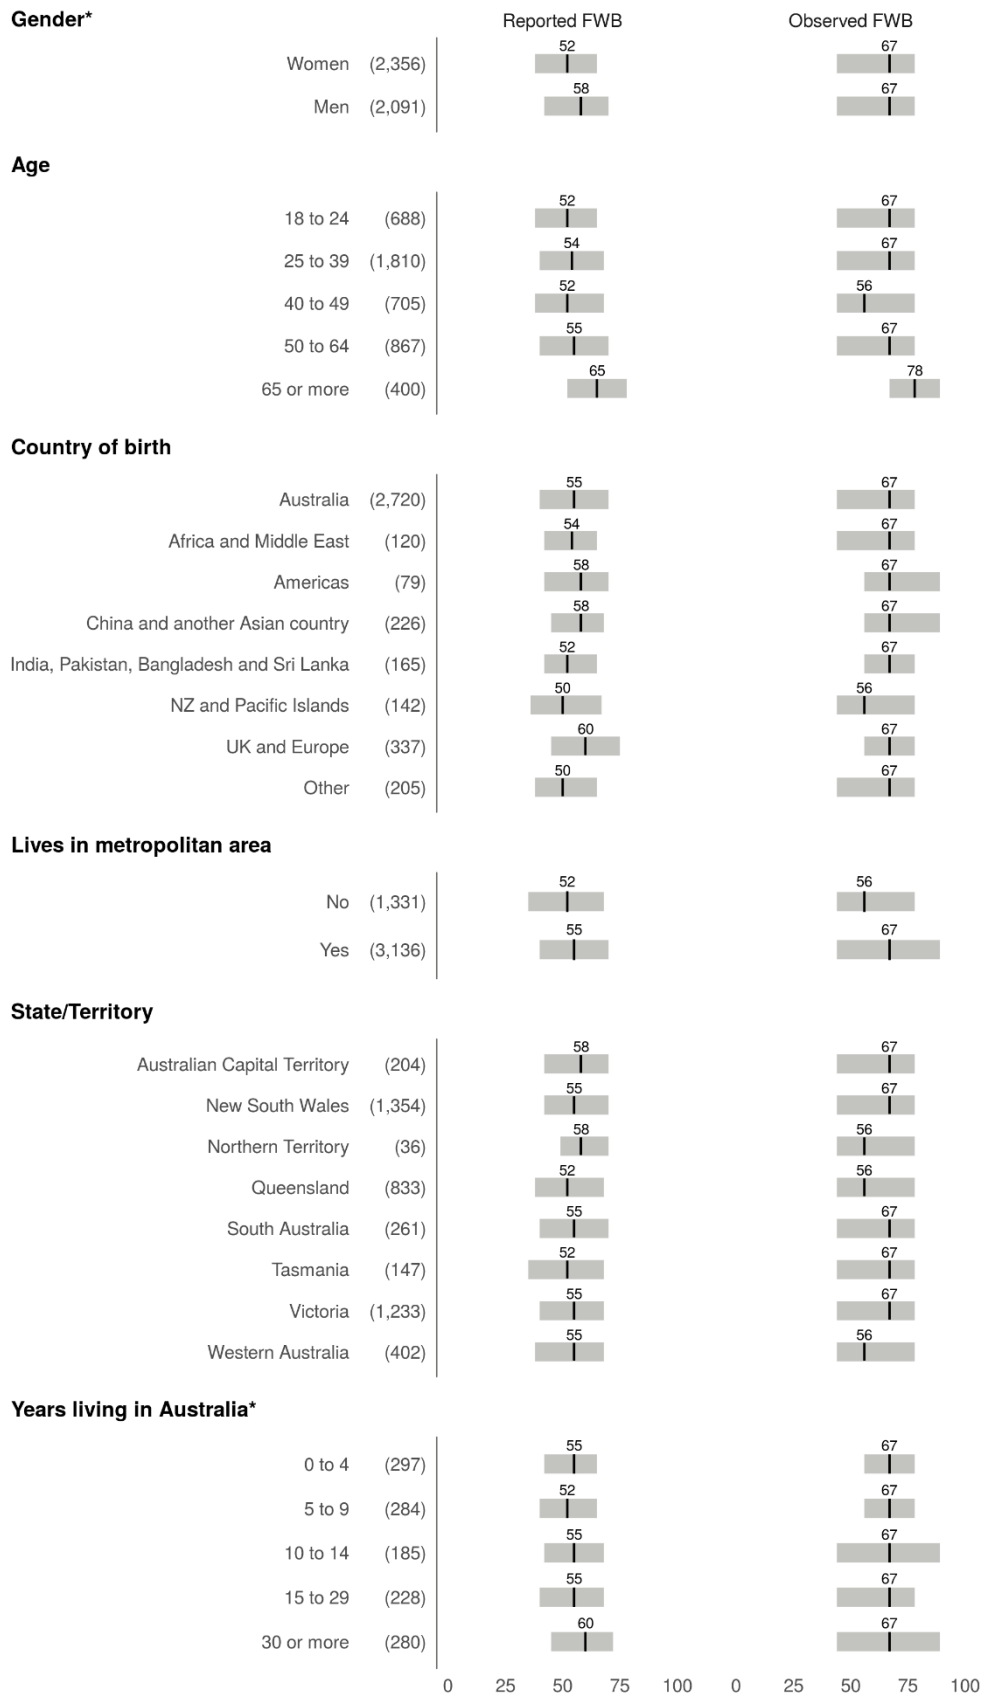 Gender* Reported FWB Observed FWB
52 67
Women (2,356)
58 67
Men (2,091)
Age
52 67
18 to 24 (688)
54 67
25 to 39 (1,810)
52 56
40 to 49 (705)
55 67
50 to 64 (867)
65 78
65 or more (400)
Country of birth
55 67
Australia (2,720)
54 67
Africa and Middle East (120)
58 67
Americas (79)
58 67
China and another Asian country (226)
52 67
India, Pakistan, Bangladesh and Sri Lanka (165)
50 56
NZ and Pacific Islands (142)
60 67
UK and Europe (337)
50 67
Other (205)
Lives in metropolitan area
52 56
No (1,331)
55 67
Yes (3,136)
State/Territory
58 67
Australian Capital Territory (204)
55 67
New South Wales (1,354)
58 56
Northern Territory (36)
52 56
Queensland (833)
55 67
South Australia (261)
52 67
Tasmania (147)
55 67
Victoria (1,233)
55 56
Western Australia (402)
Years living in Australia*
55 67
0 to 4 (297)
52 67
5 to 9 (284)
55 67
10 to 14 (185)
55 67
15 to 29 (228)
60 67
30 or more (280)
0 25 50 75 100 0 25 50 75 100